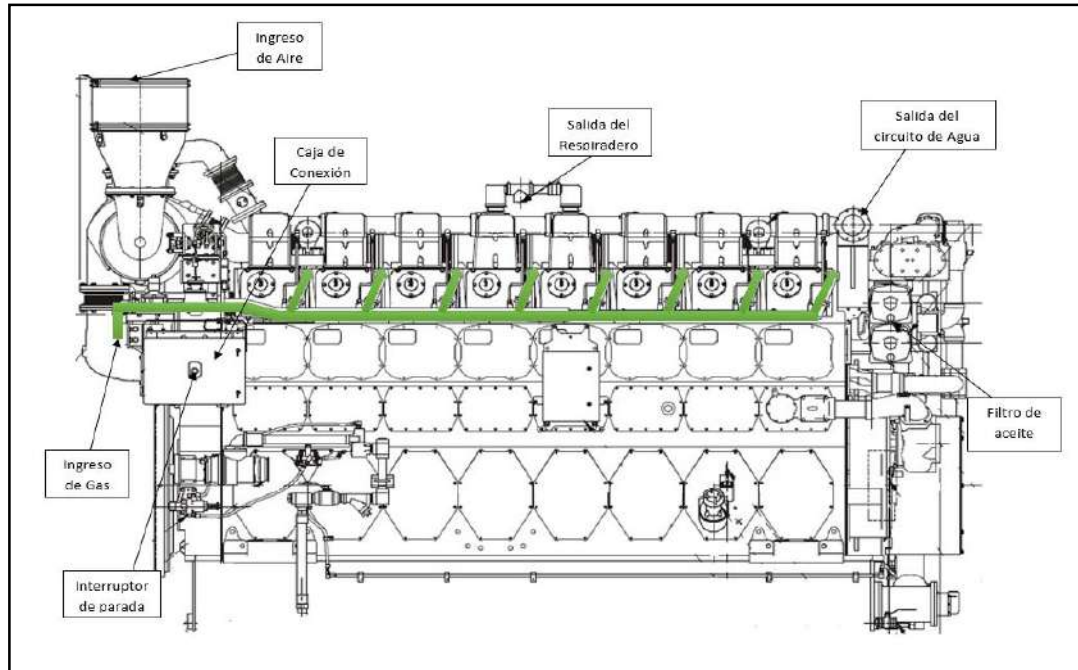 Ingreso
de Aire
Caja de
Conexión
Salida del
Respiradero
Salida del
circuito de Agua
Ingreso
de Gas
Filtro de
aceite
Interruptor
de parada